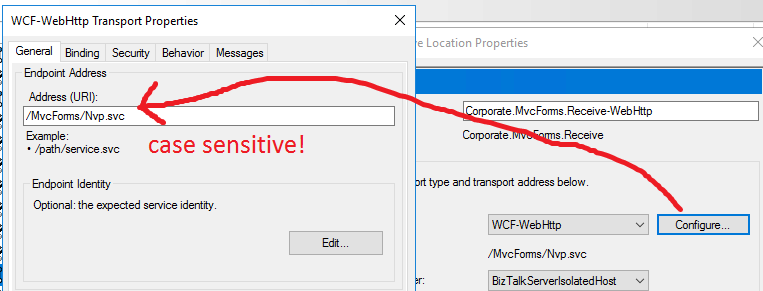 WCF-WebHttp Transport Properties
General Binding Security Behavior Messages
Endpoint Address
Address (URI):
/MvcForms/Nvp.svc
Example:
• /path/service.svc
case sensitive!
Endpoint Identity
Optional: the expected service identity.
Edit...
re Location Properties
Corporate.MvcForms.Receive-WebHttp
Corporate.MvcForms.Receive
ort type and transport address below.
WCF-WebHttp
Configure...
/MvcForms/Nvp.svc
er:
BizTalkServerIsolatedHost